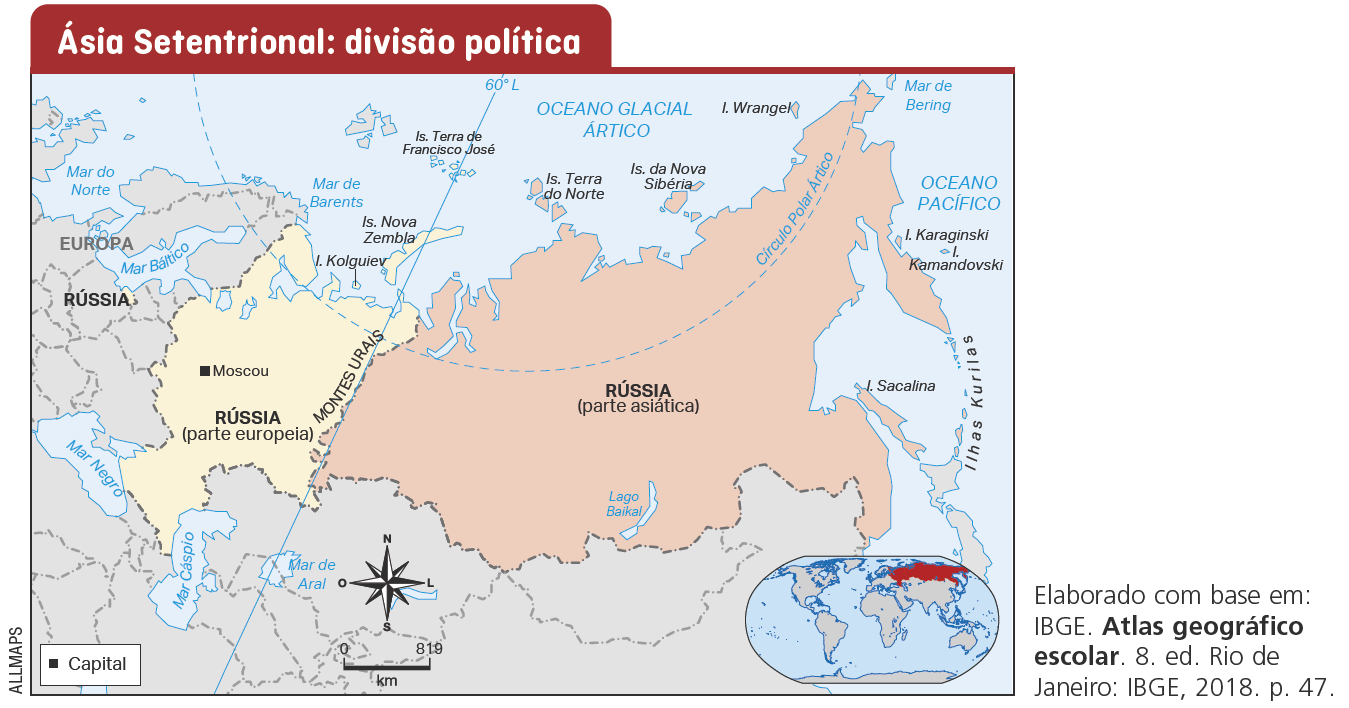 Ásia Setentrional: divisão política
60° L
OCEANO GLACIAL
ÁRTICO
I. Wrangel
Mar de
Bering
Is. Terra de
Francisco José
Mar do
Norte
Mar de
Barents
Is. Terra
do Norte
Is. da Nova
Sibéria
Círculo Polar Ártico
OCEANO
PACÍFICO
Is. Nova
Zembla
EUROPA
Mar Báltico
I. Kolguiev
I. Karaginski
I.
Kamandovski
RÚSSIA
MONTES URAIS
Moscou
RÚSSIA
(parte europeia)
RÚSSIA
(parte asiática)
I. Sacalina
Ilhas Kurilas
Mar Negro
Lago
Baikal
Mar Cáspio
Mar de
Aral
N
O
L
S
0 819
km
Capital
ALLMAPS
Elaborado com base em:
IBGE. Atlas geográfico
escolar. 8. ed. Rio de
Janeiro: IBGE, 2018. p. 47.